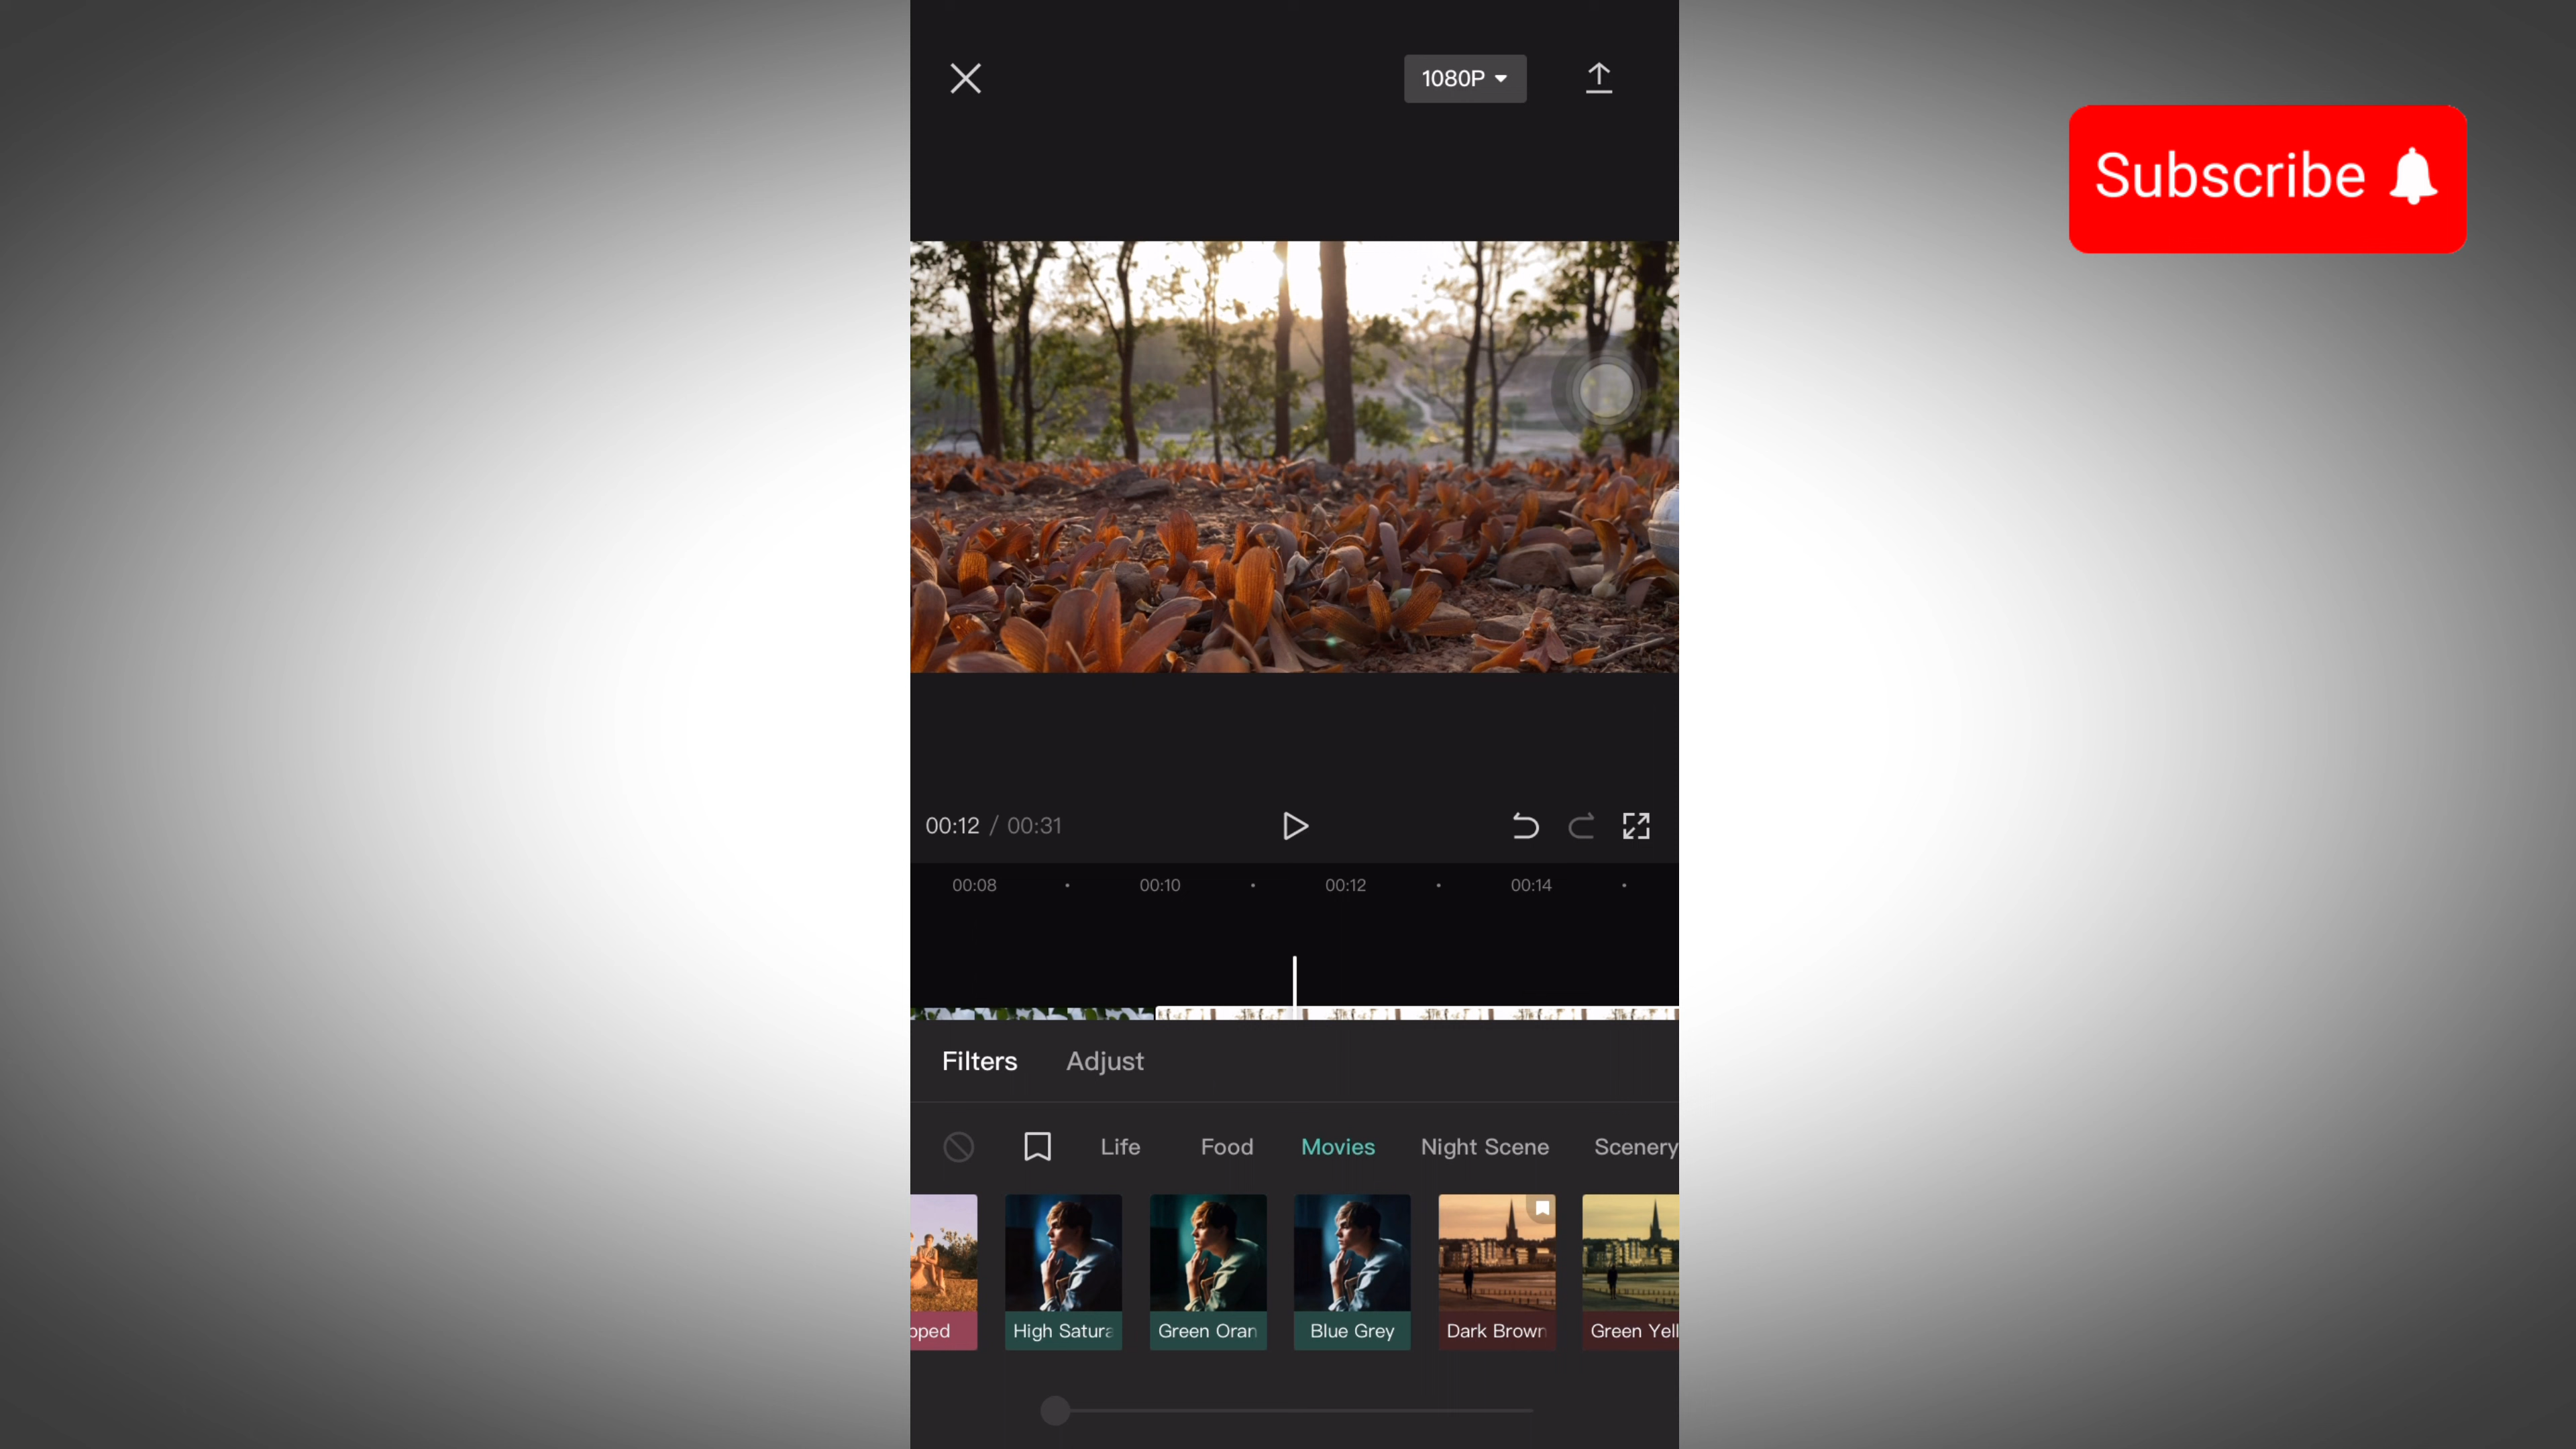 1080P
Subscribe
00:12 / 00:31
00:08 00:10 00:12 00:14
Filters Adjust
Life Food Movies Night Scene Scenery
pped High Satura Green Oran Blue Grey Dark Brown Green Yell